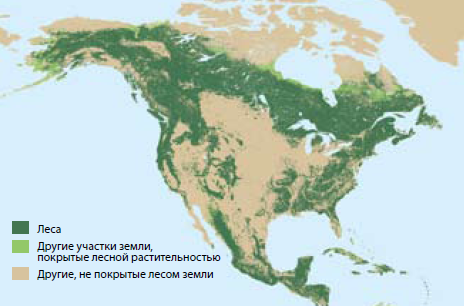 Леса
Другие участки земли,
покрытые лесной растительностью
Другие, не покрытые лесом земли